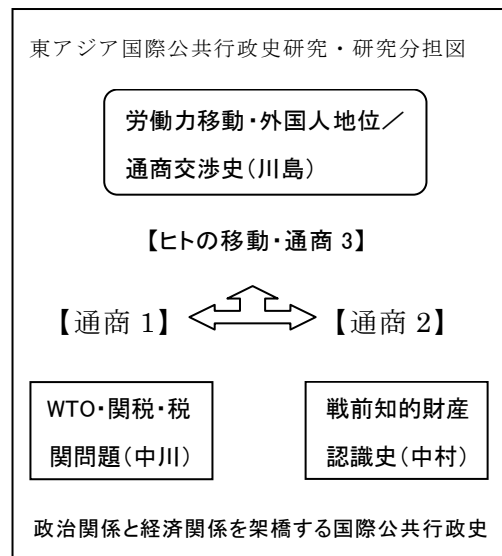 東アジア国際公共行政史研究・研究分担図
労働力移動・外国人地位／
通商交渉史(川島)
【ヒトの移動・通商 3】
【通商 1】 【通商 2】
WTO・関税・税
関問題(中川)
戦前知的財産
認識史(中村)
政治関係と経済関係を架橋する国際公共行政史